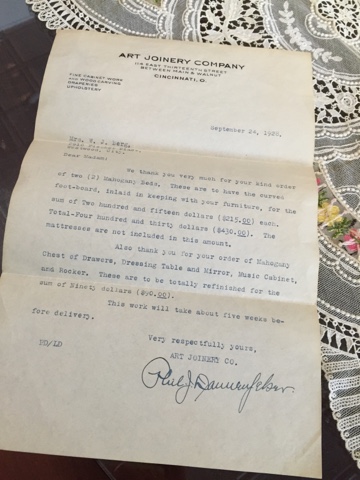 ART JOINERY COMPANY
115 EAST THIRTEENTH STREET
BETWEEN MAIN & WALNUT
CINCINNATI, O.
FINE CABINET WORK
AND WOOD CARVING
DRAPERIES
UPHOLSTERY
September 24,
Mrs. J.
Dear Madam:
We thank you very much for your kind order
of (2) Mahogany Beds. These are to have the curved
foot-board, inlaid in keeping with your Furniture, for the
sum of Two hundred and fifteen dollars ($215.00) each.
Total-Four hundred and thirty dollars ($430.00). The
mattresses are not included in this amount.
Also thank you for your order of Mahogany
Chest of Drawers, Dressing Table and Mirror, Music Cabinet,
and Rocker. These are to be totally refinished for the
sum of Ninety dollars ($90.00).
This work will take about five weeks be-
fore delivery.
Very respectfully yours,
ART JOINERY CO.
PD/LD